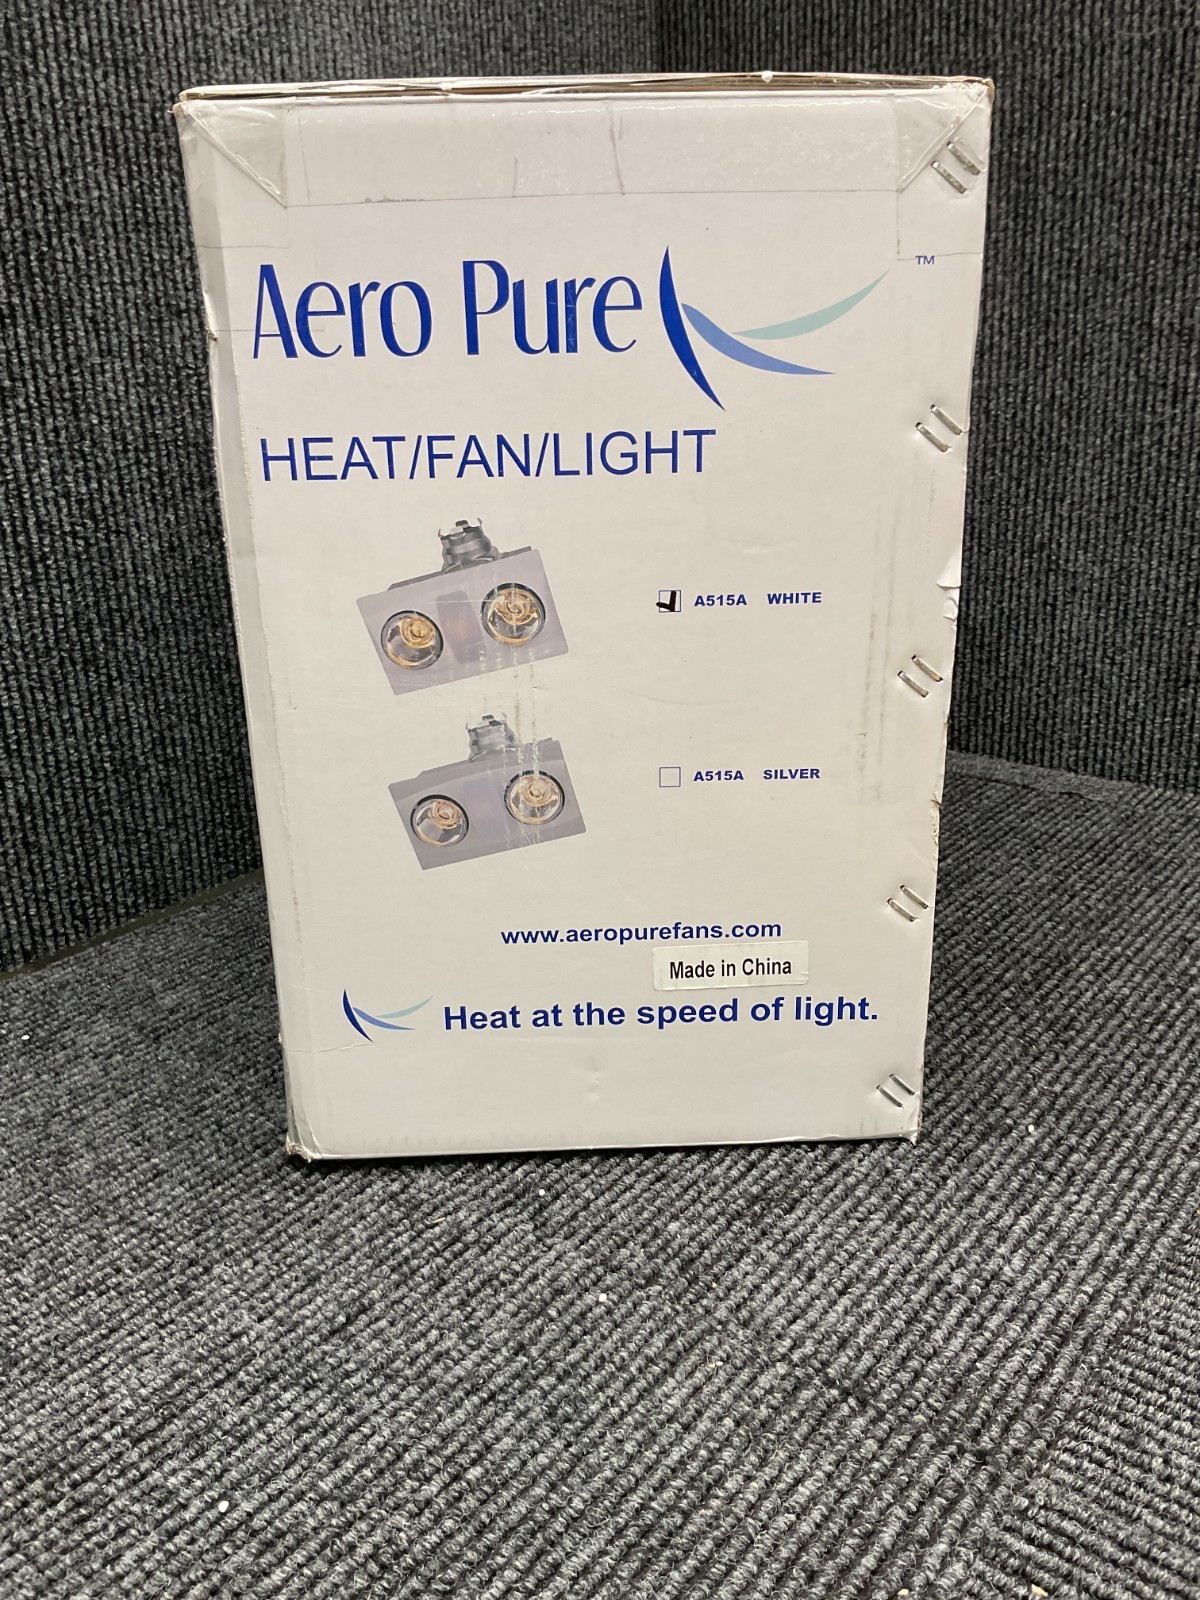 Aero Pure ™
HEAT/FAN/LIGHT
A515A WHITE
A515A SILVER
www.aeropurefans.com
Made in China
Heat at the speed of light.